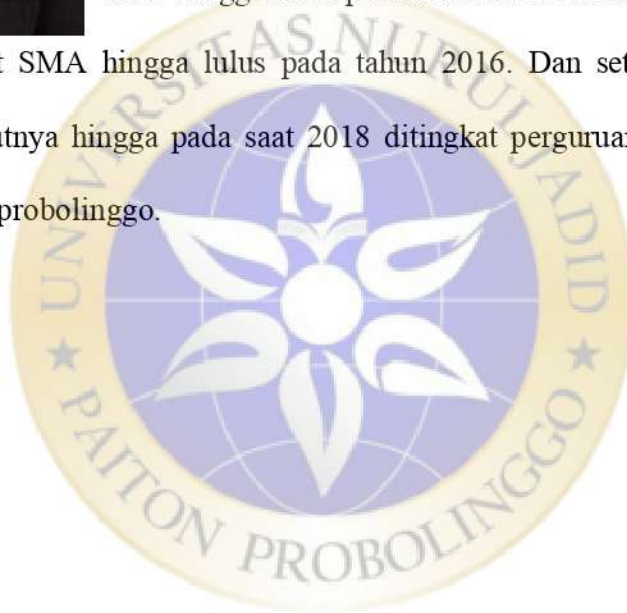 t SMA hingga lulus pada tahun 2016. Dan set
utnya hingga pada saat 2018 ditingkat perguruan
probolinggo.
UNIVERSITAS NURUL JADID
★ PAITON PROBOLINGGO ★